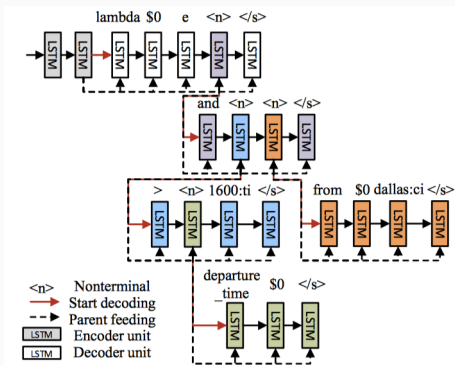 lambda $0 e <n> </s>
LSTM LSTM LSTM LSTM LSTM LSTM LSTM
and <n> <n> </s>
LSTM LSTM LSTM LSTM
> <n> 1600:ti </s> from $0 dallas:ci </s>
LSTM LSTM LSTM LSTM LSTM LSTM LSTM LSTM
departure
_time $0 </s>
LSTM LSTM LSTM
<n> Nonterminal
Start decoding
Parent feeding
LSTM Encoder unit
LSTM Decoder unit